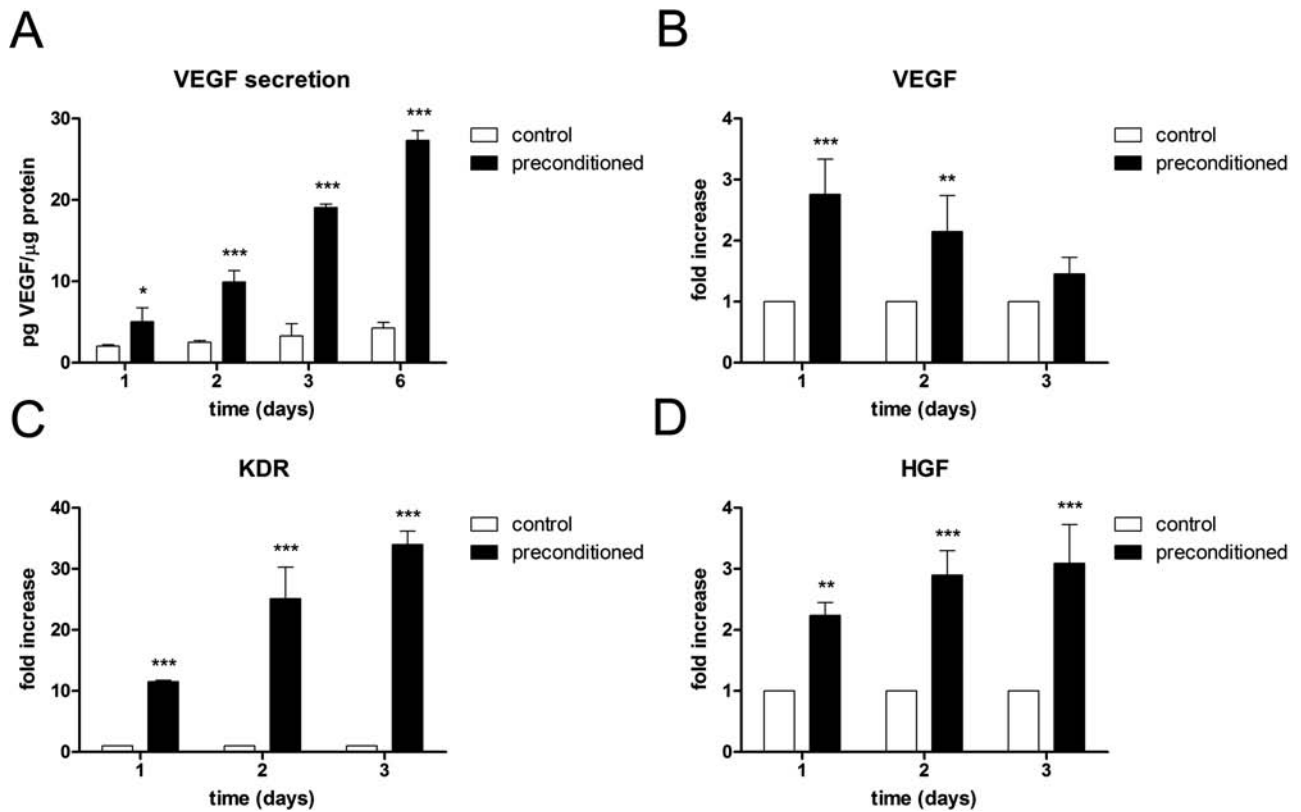 A
VEGF secretion
pg VEGF/μg protein
30
20
10
0
*
***
***
***
1 2 3 6
time (days)
control
preconditioned
B
VEGF
fold increase
4
3
2
1
0
***
**
1 2 3
time (days)
control
preconditioned
C
KDR
fold increase
40
30
20
10
0
***
***
***
1 2 3
time (days)
control
preconditioned
D
HGF
fold increase
4
3
2
1
0
**
***
***
1 2 3
time (days)
control
preconditioned